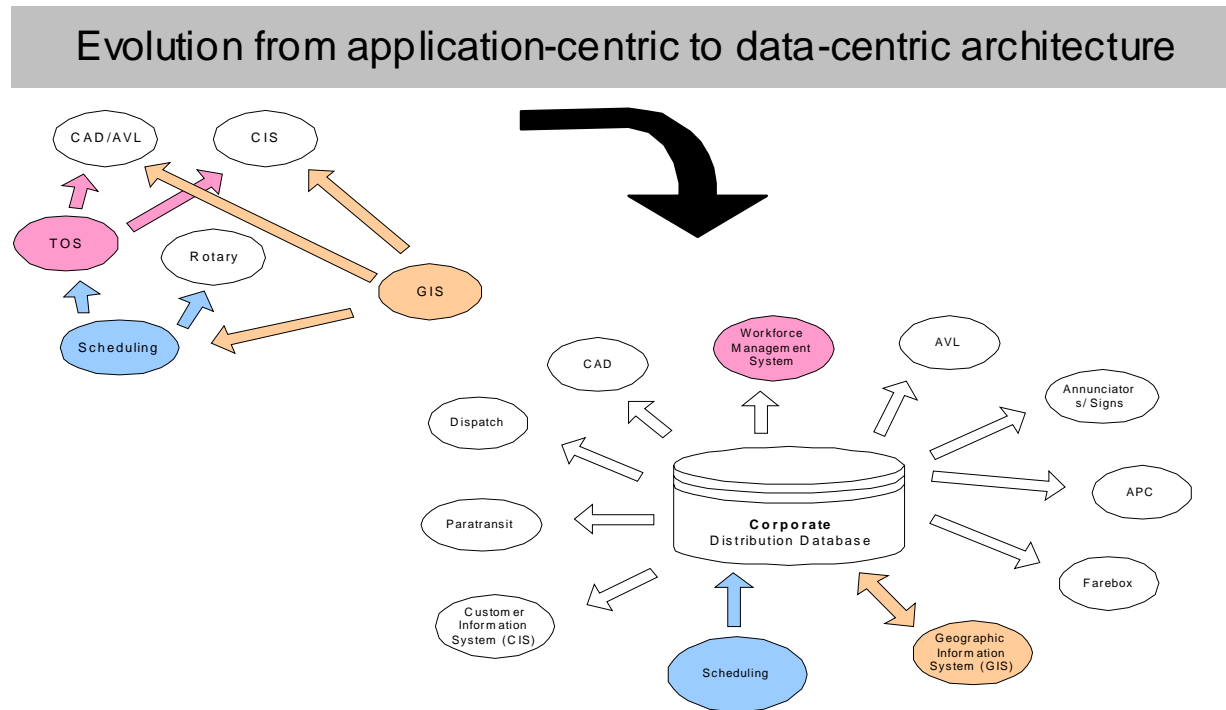 Evolution from application-centric to data-centric architecture
CAD/AVL
CIS
TOS
Rotary
GIS
Scheduling
Workforce
Management
System
AVL
CAD
Annunciator
s/Signs
Dispatch
APC
Paratransit
Corporate
Distribution Database
Farebox
Customer
Information
System (CIS)
Scheduling
Geographic
Information
System (GIS)